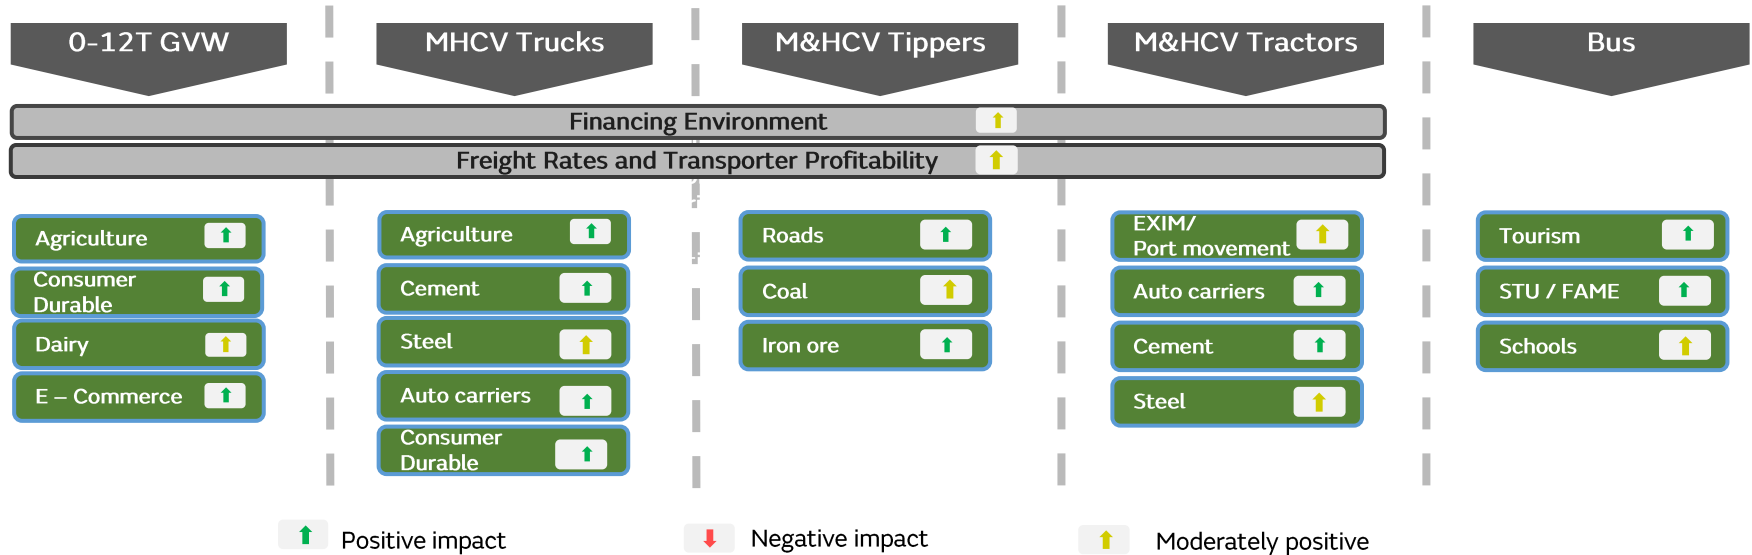 0-12T GVW
MHCV Trucks
M&HCV Tippers
M&HCV Tractors
Bus
Financing Environment
Freight Rates and Transporter Profitability
Agriculture
Consumer
Durable
Dairy
E – Commerce
Agriculture
Cement
Steel
Auto carriers
Consumer
Durable
Roads
Coal
Iron ore
EXIM/
Port movement
Auto carriers
Cement
Steel
Tourism
STU / FAME
Schools
Positive impact
Negative impact
Moderately positive